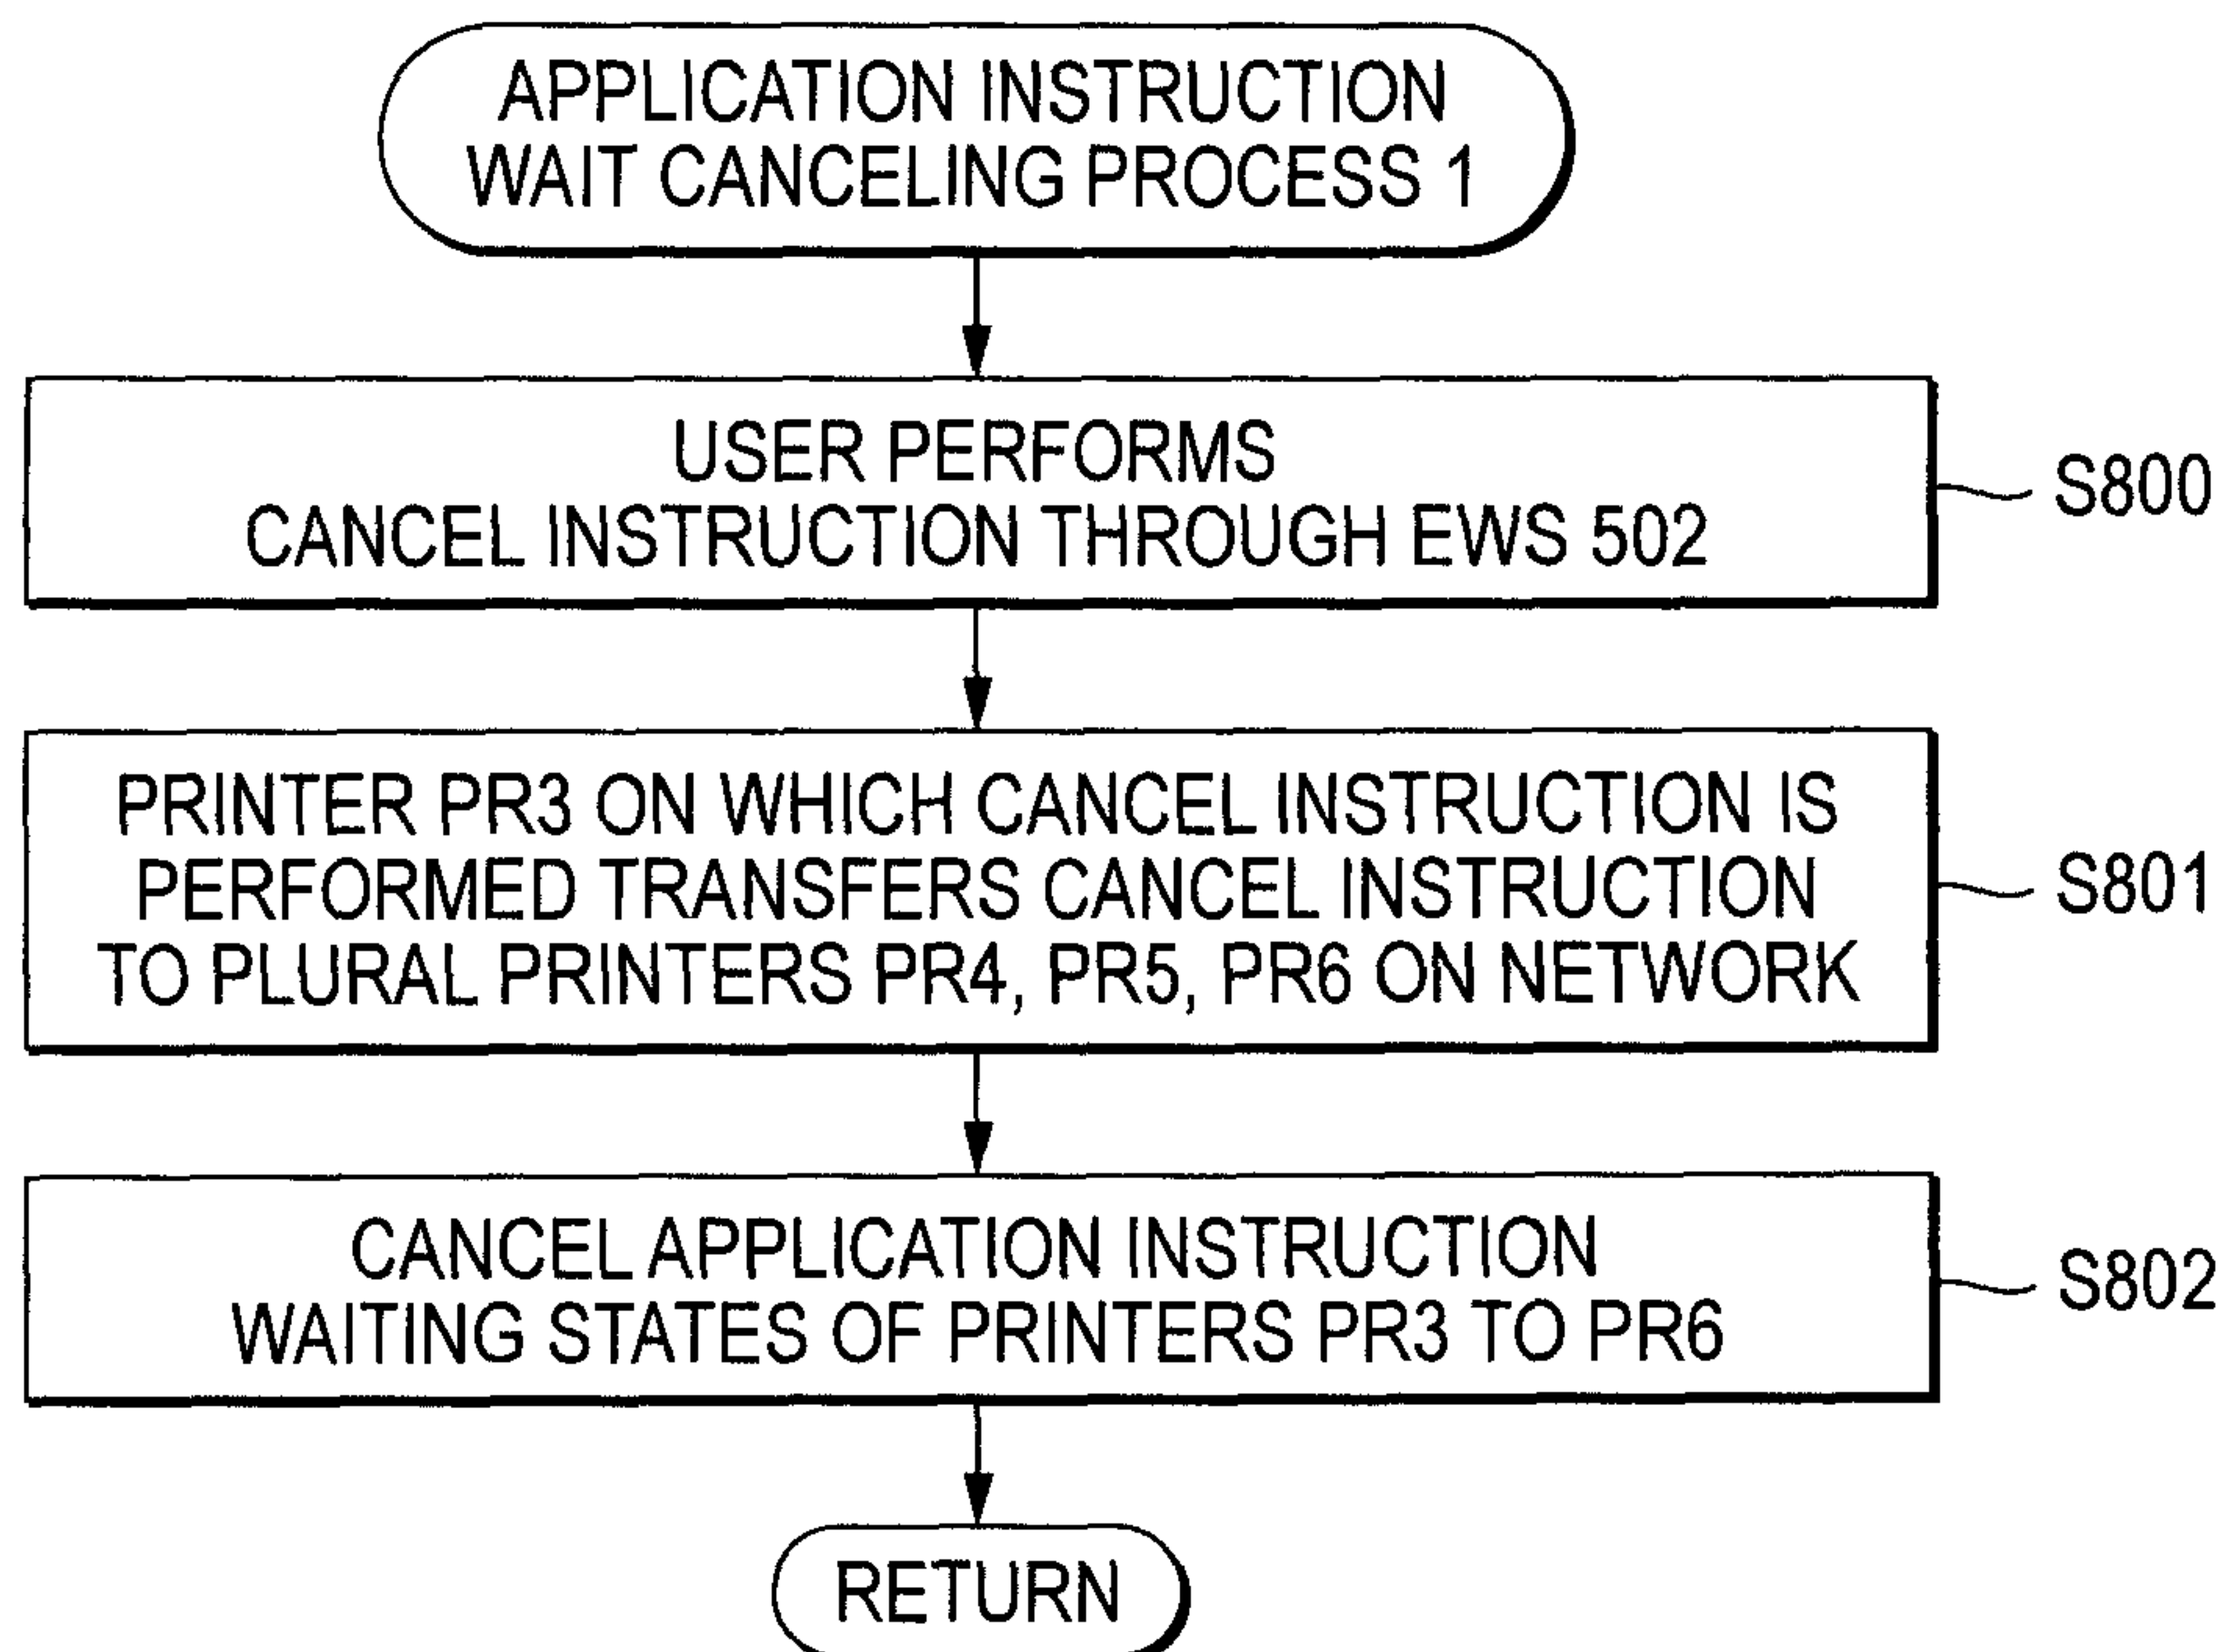 APPLICATION INSTRUCTION
WAIT CANCELING PROCESS 1
USER PERFORMS
CANCEL INSTRUCTION THROUGH EWS 502
S800
PRINTER PR3 ON WHICH CANCEL INSTRUCTION IS
PERFORMED TRANSFERS CANCEL INSTRUCTION
TO PLURAL PRINTERS PR4, PR5, PR6 ON NETWORK
S801
CANCEL APPLICATION INSTRUCTION
WAITING STATES OF PRINTERS PR3 TO PR6
S802
RETURN